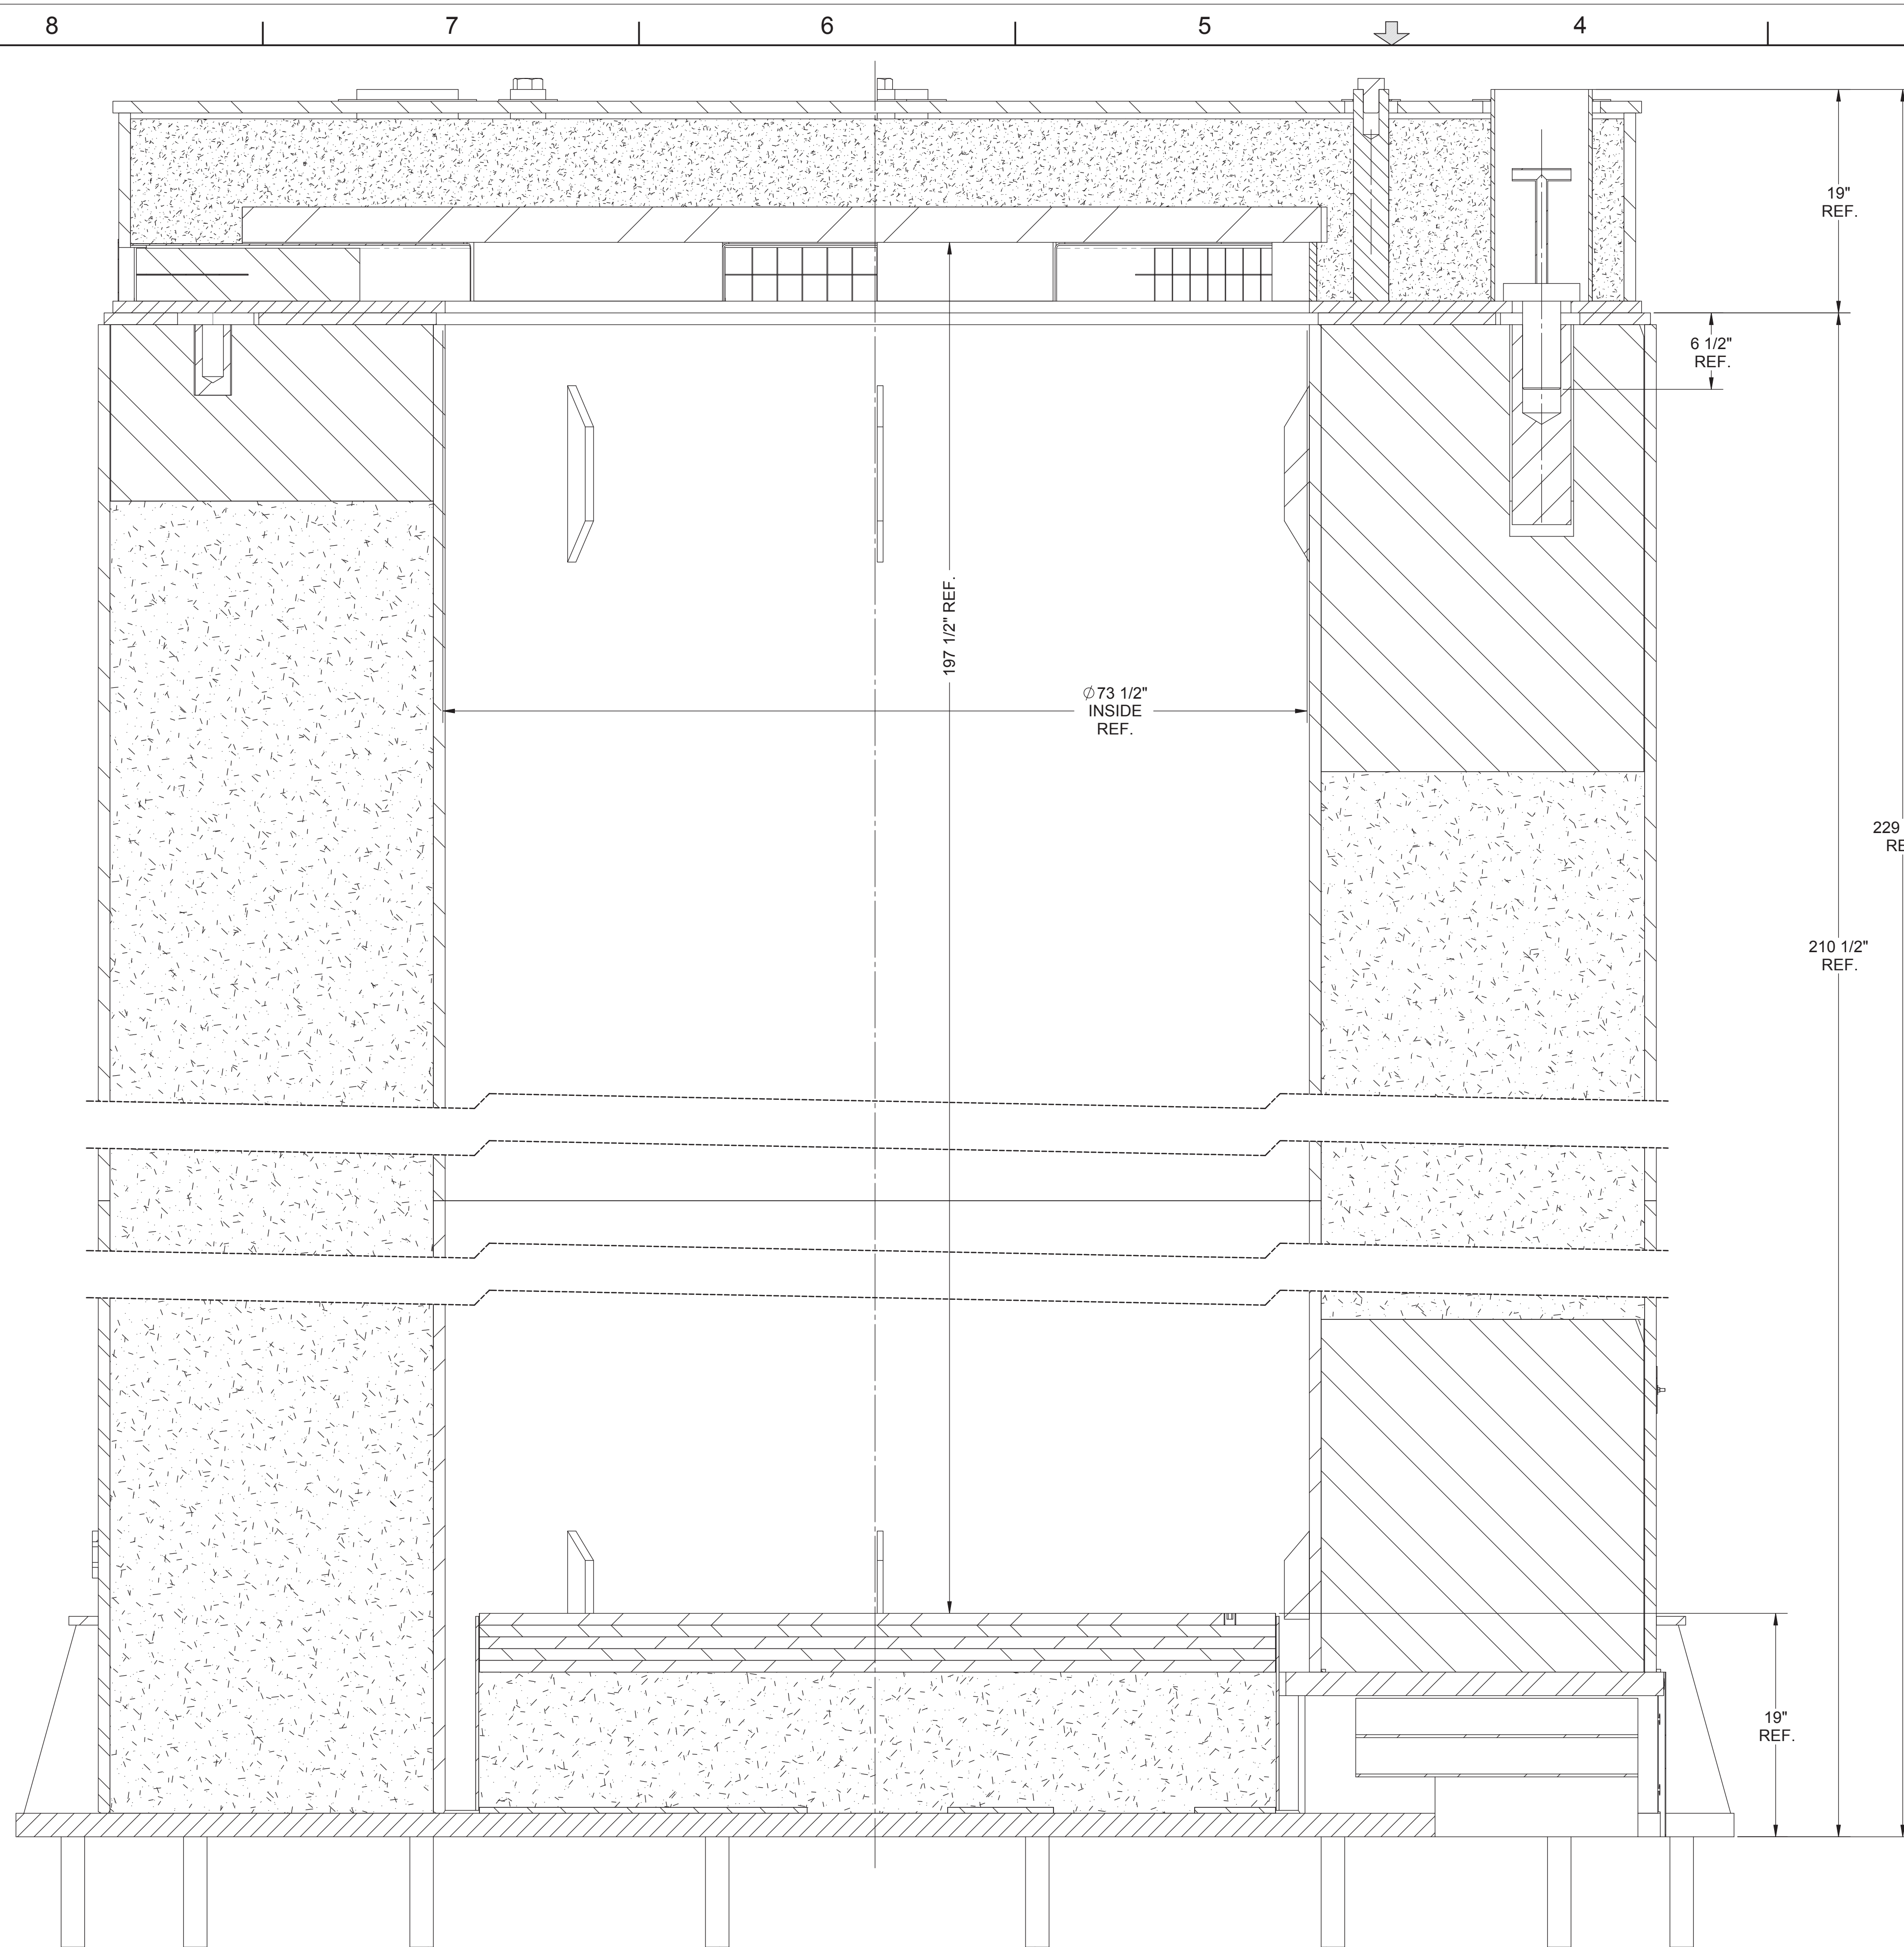 8 7 6 5 4
19"
REF.
6 1/2"
REF.
197 1/2" REF.
Ø73 1/2"
INSIDE
REF.
229
210 1/2"
REF.
19"
REF.